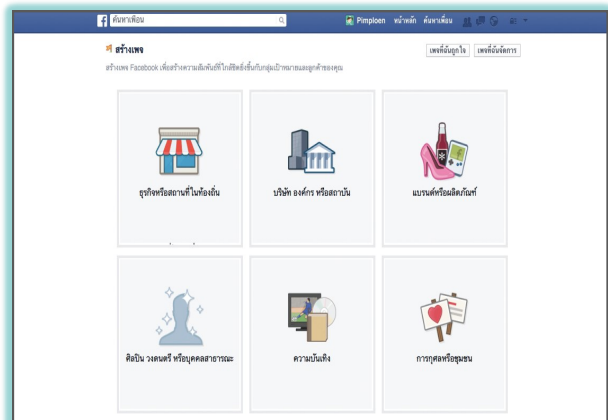 f ค้นหาเพื่อน Pimploen หน้าหลัก ค้นหาเพื่อน
สร้างเพจ เพจที่ฉันถูกใจ เพจที่ฉันจัดการ
สร้างเพจ Facebook เพื่อสร้างความสัมพันธ์ที่ใกล้ชิดยิ่งขึ้นกับกลุ่มเป้าหมายและลูกค้าของคุณ
ธุรกิจหรือสถานที่ในท้องถิ่น บริษัท องค์กร หรือสถาบัน แบรนด์หรือผลิตภัณฑ์
ศิลปิน วงดนตรี หรือบุคคลสาธารณะ ความบันเทิง การกุศลหรือชุมชน